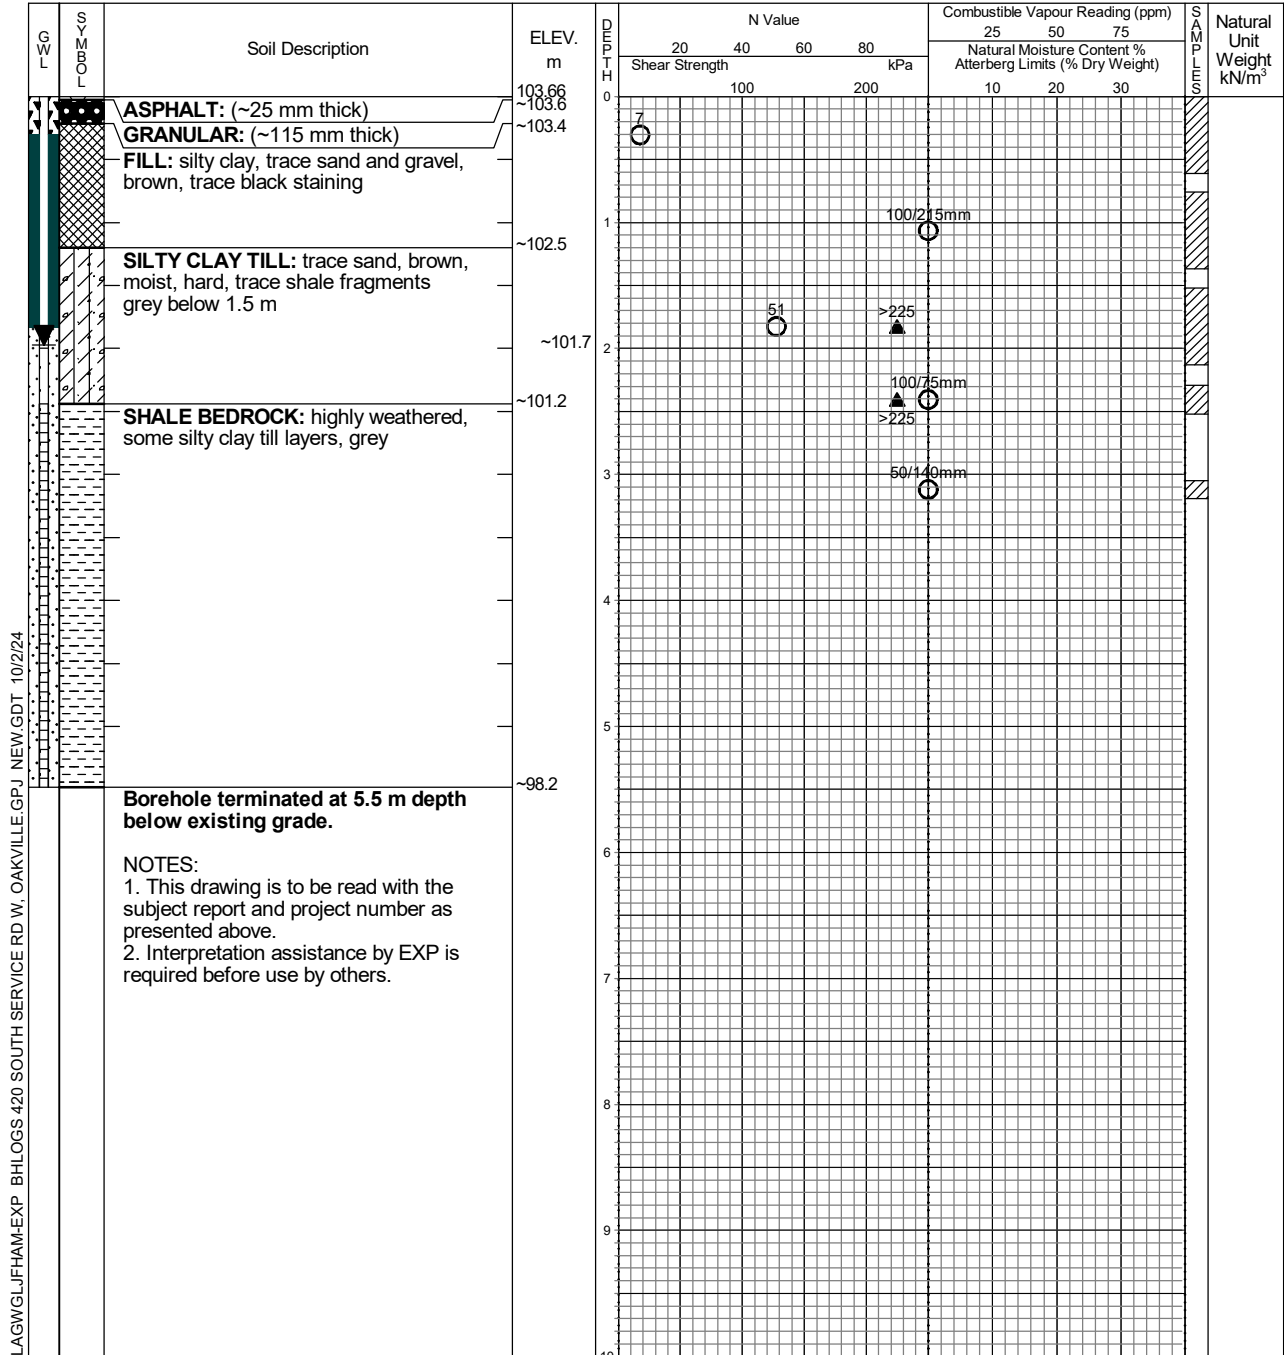 GWL
SYMBOL
Soil Description
ELEV.
m
103.66
DEPTH
N Value
20 40 60 80
Shear Strength kPa
100 200
Combustible Vapour Reading (ppm)
25 50 75
Natural Moisture Content %
Atterberg Limits (% Dry Weight)
10 20 30
SAMPLES
Natural
Unit
Weight
kN/m³
ASPHALT: (~25 mm thick)
~103.6
GRANULAR: (~115 mm thick)
~103.4
FILL: silty clay, trace sand and gravel,
brown, trace black staining
~102.5
SILTY CLAY TILL: trace sand, brown,
moist, hard, trace shale fragments
grey below 1.5 m
~101.7
~101.2
SHALE BEDROCK: highly weathered,
some silty clay till layers, grey
~98.2
Borehole terminated at 5.5 m depth
below existing grade.
NOTES:
1. This drawing is to be read with the
subject report and project number as
presented above.
2. Interpretation assistance by EXP is
required before use by others.
0
7
1
100/215mm
51
>225
2
100/75mm
>225
3
50/140mm
4
5
6
7
8
9
10
LAGWGLJFHAM-EXP BHLOGS 420 SOUTH SERVICE RD W, OAKVILLE.GPJ NEW.GDT 10/2/24